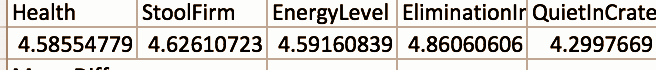 Health StoolFirm EnergyLevel EliminationIr QuietInCrate
4.58554779 4.62610723 4.59160839 4.86060606 4.2997669